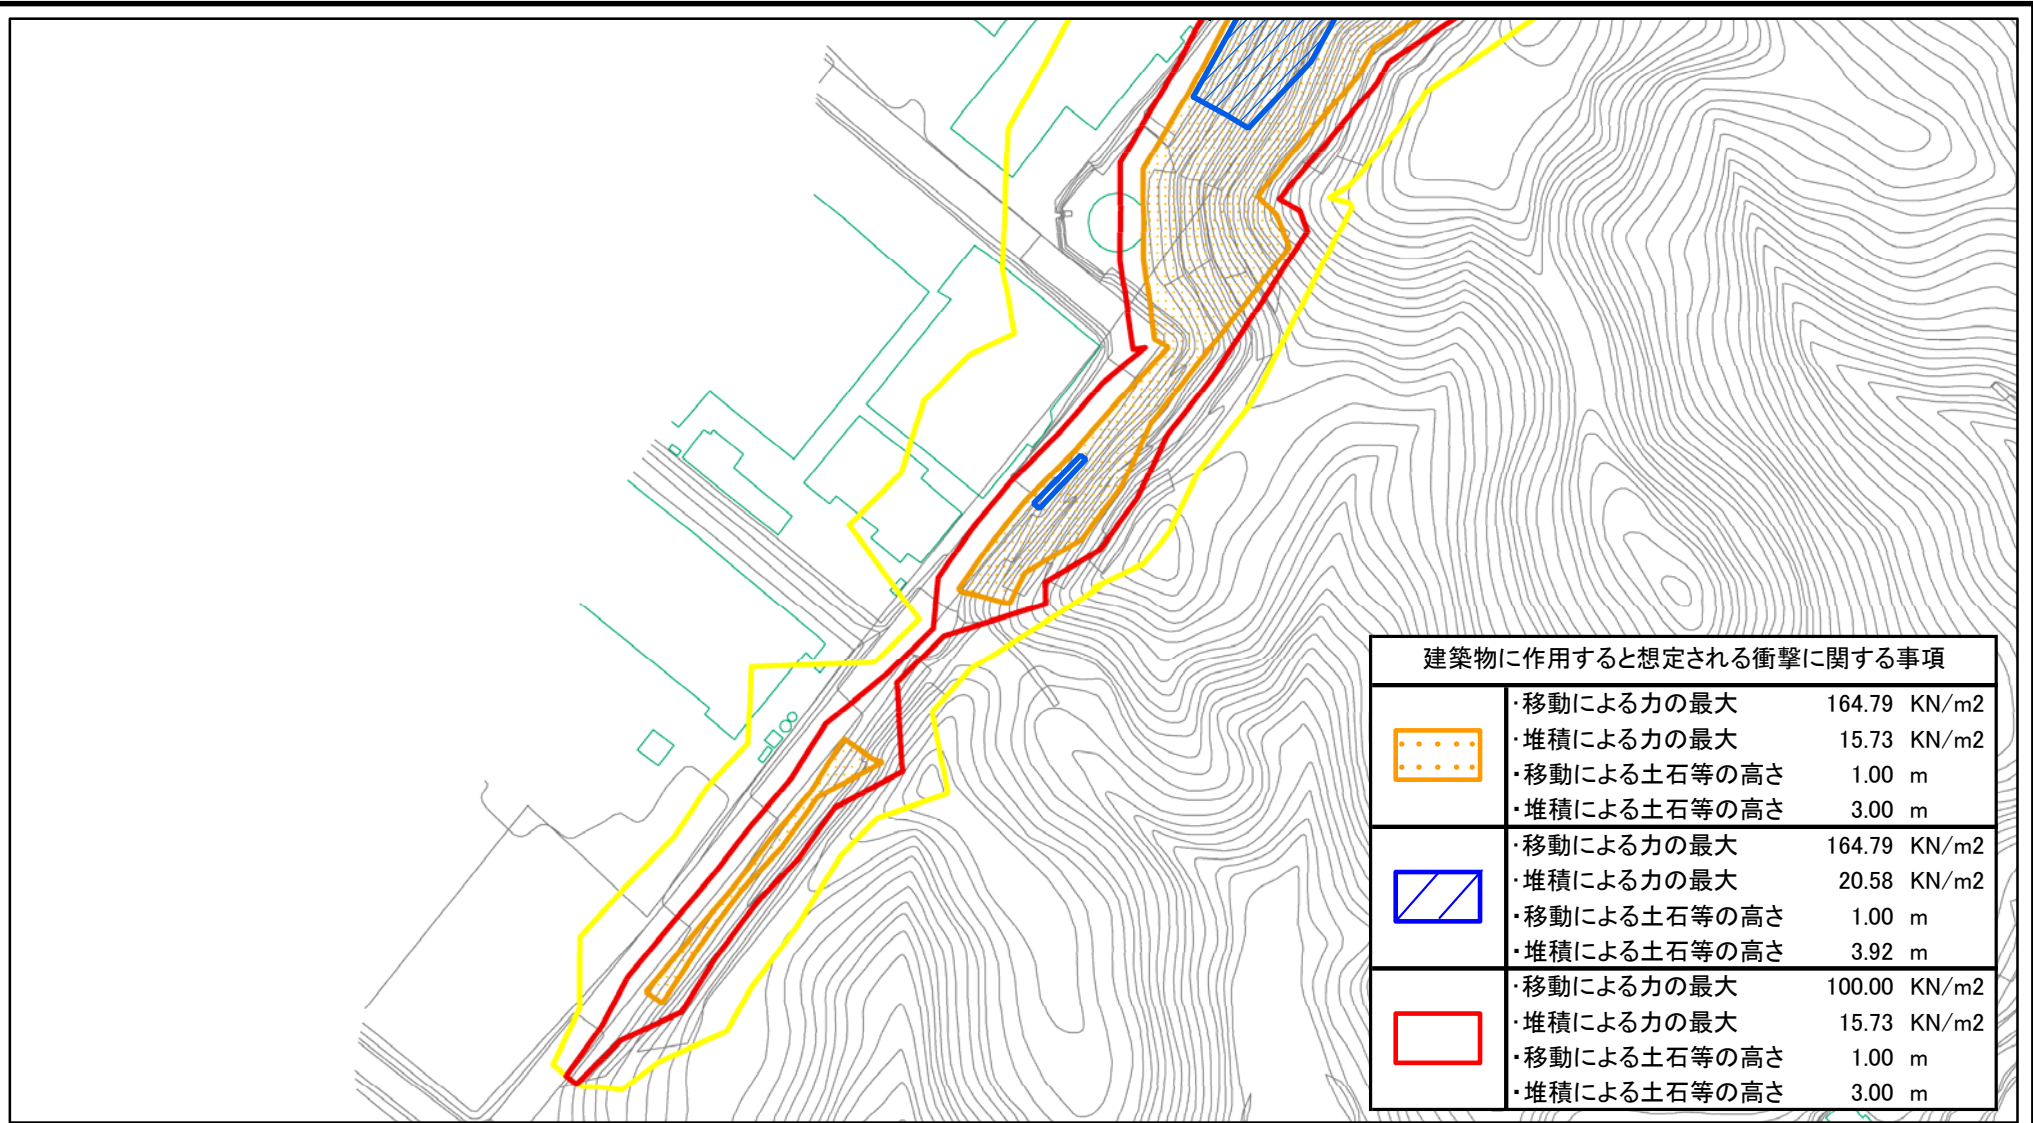 建築物に作用すると想定される衝撃に関する事項
・移動による力の最大 164.79 KN/m2
・堆積による力の最大 15.73 KN/m2
・移動による土石等の高さ 1.00 m
・堆積による土石等の高さ 3.00 m
・移動による力の最大 164.79 KN/m2
・堆積による力の最大 20.58 KN/m2
・移動による土石等の高さ 1.00 m
・堆積による土石等の高さ 3.92 m
・移動による力の最大 100.00 KN/m2
・堆積による力の最大 15.73 KN/m2
・移動による土石等の高さ 1.00 m
・堆積による土石等の高さ 3.00 m